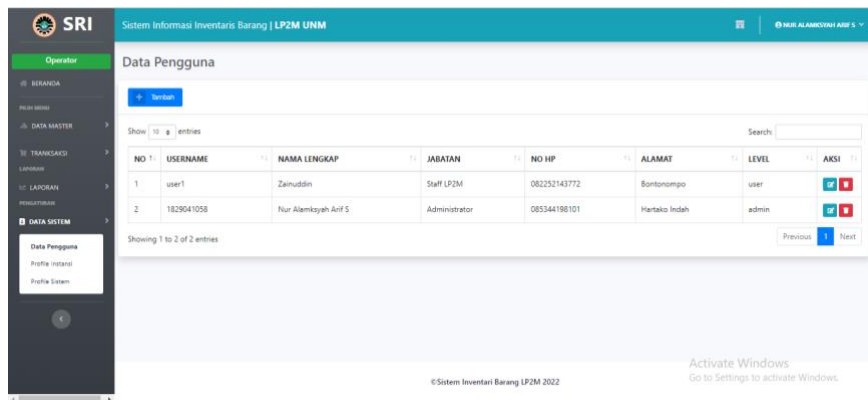 SRI
Sistem Informasi Inventaris Barang | LP2M UNM
NUR ALAMKSYAH ARIF S
Operator
BERANDA
PILIH MENU
DATA MASTER
TRANKSAKSI
LAPORAN
LAPORAN
PENGATURAN
DATA SISTEM
Data Pengguna
Profile Instansi
Profile Sistem
Data Pengguna
+ Tambah
Show 10 entries
Search:
NO USERNAME NAMA LENGKAP JABATAN NO HP ALAMAT LEVEL AKSI
1 user1 Zainuddin Staff LP2M 082252143772 Bontonompo user
2 1829041058 Nur Alamksyah Arif S Administrator 085344198101 Hartako Indah admin
Showing 1 to 2 of 2 entries
Previous 1 Next
Activate Windows
Go to Settings to activate Windows.
©Sistem Inventari Barang LP2M 2022